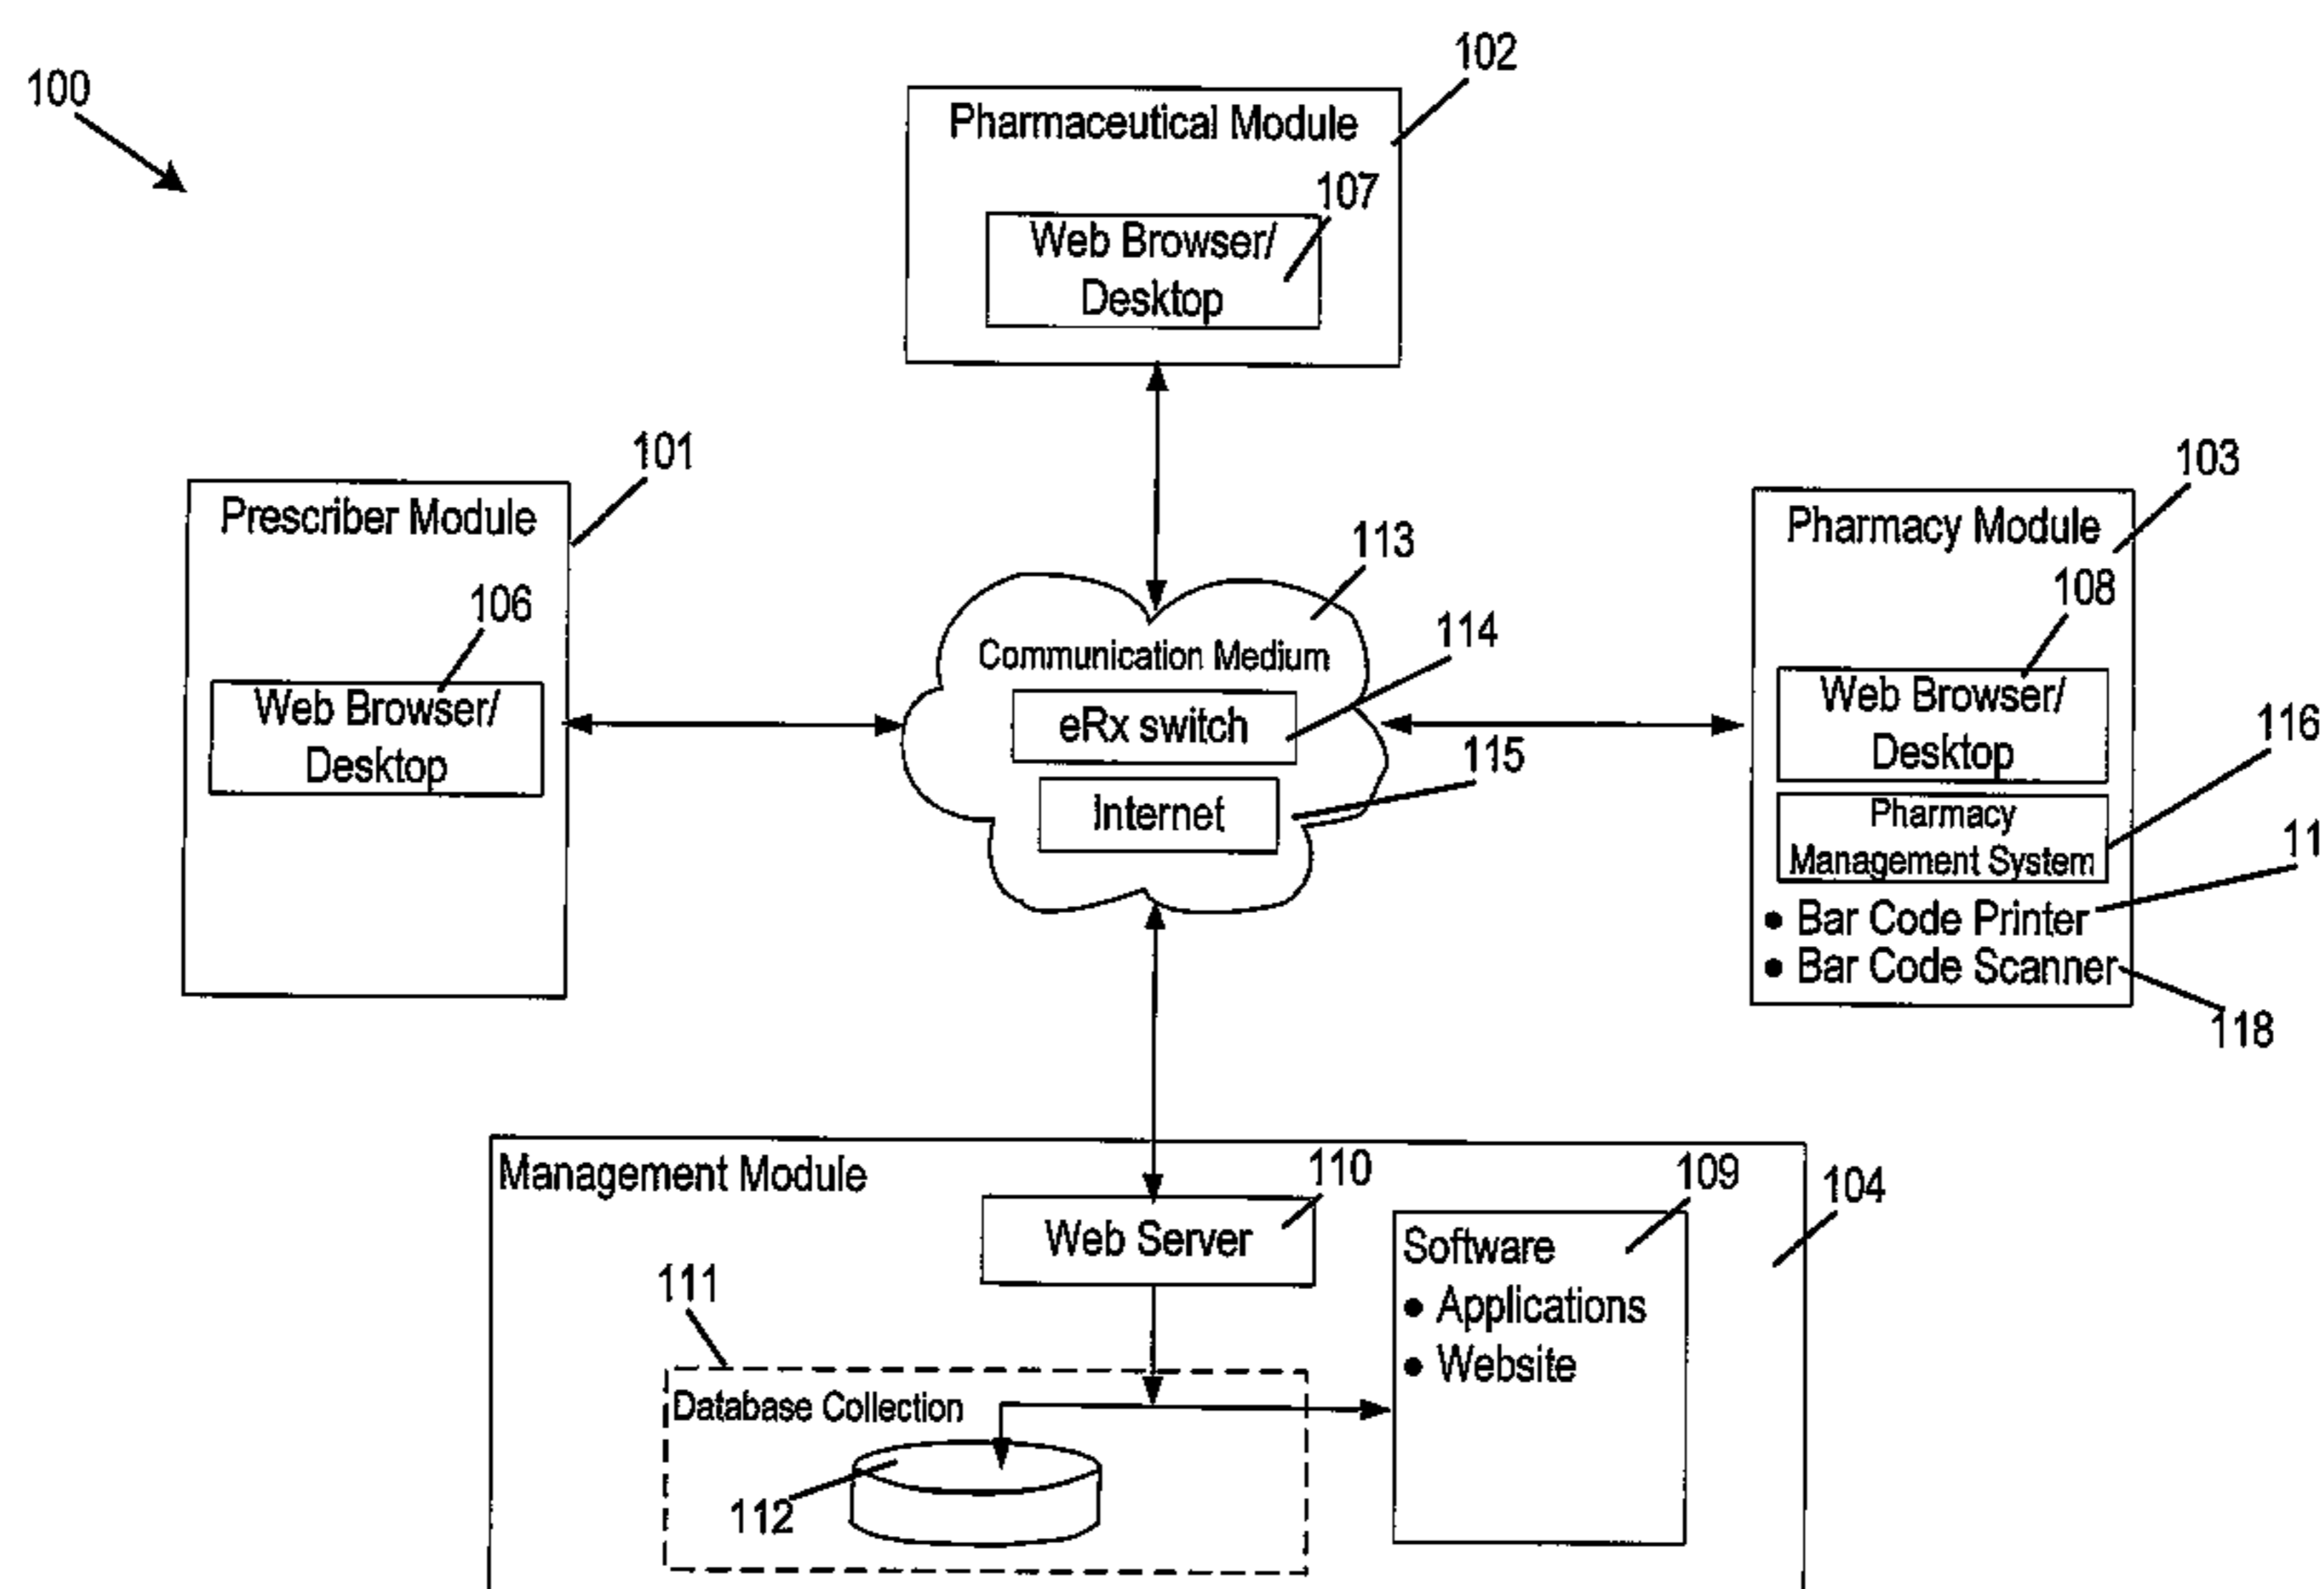 100
102
Pharmaceutical Module
107
Web Browser/
Desktop
101
Prescriber Module
106
Web Browser/
Desktop
113
Communication Medium
114
eRx switch
115
Internet
103
Pharmacy Module
108
Web Browser/
Desktop
116
Pharmacy
Management System
11
• Bar Code Printer
• Bar Code Scanner
118
Management Module
110
Web Server
109
104
Software
• Applications
• Website
111
Database Collection
112